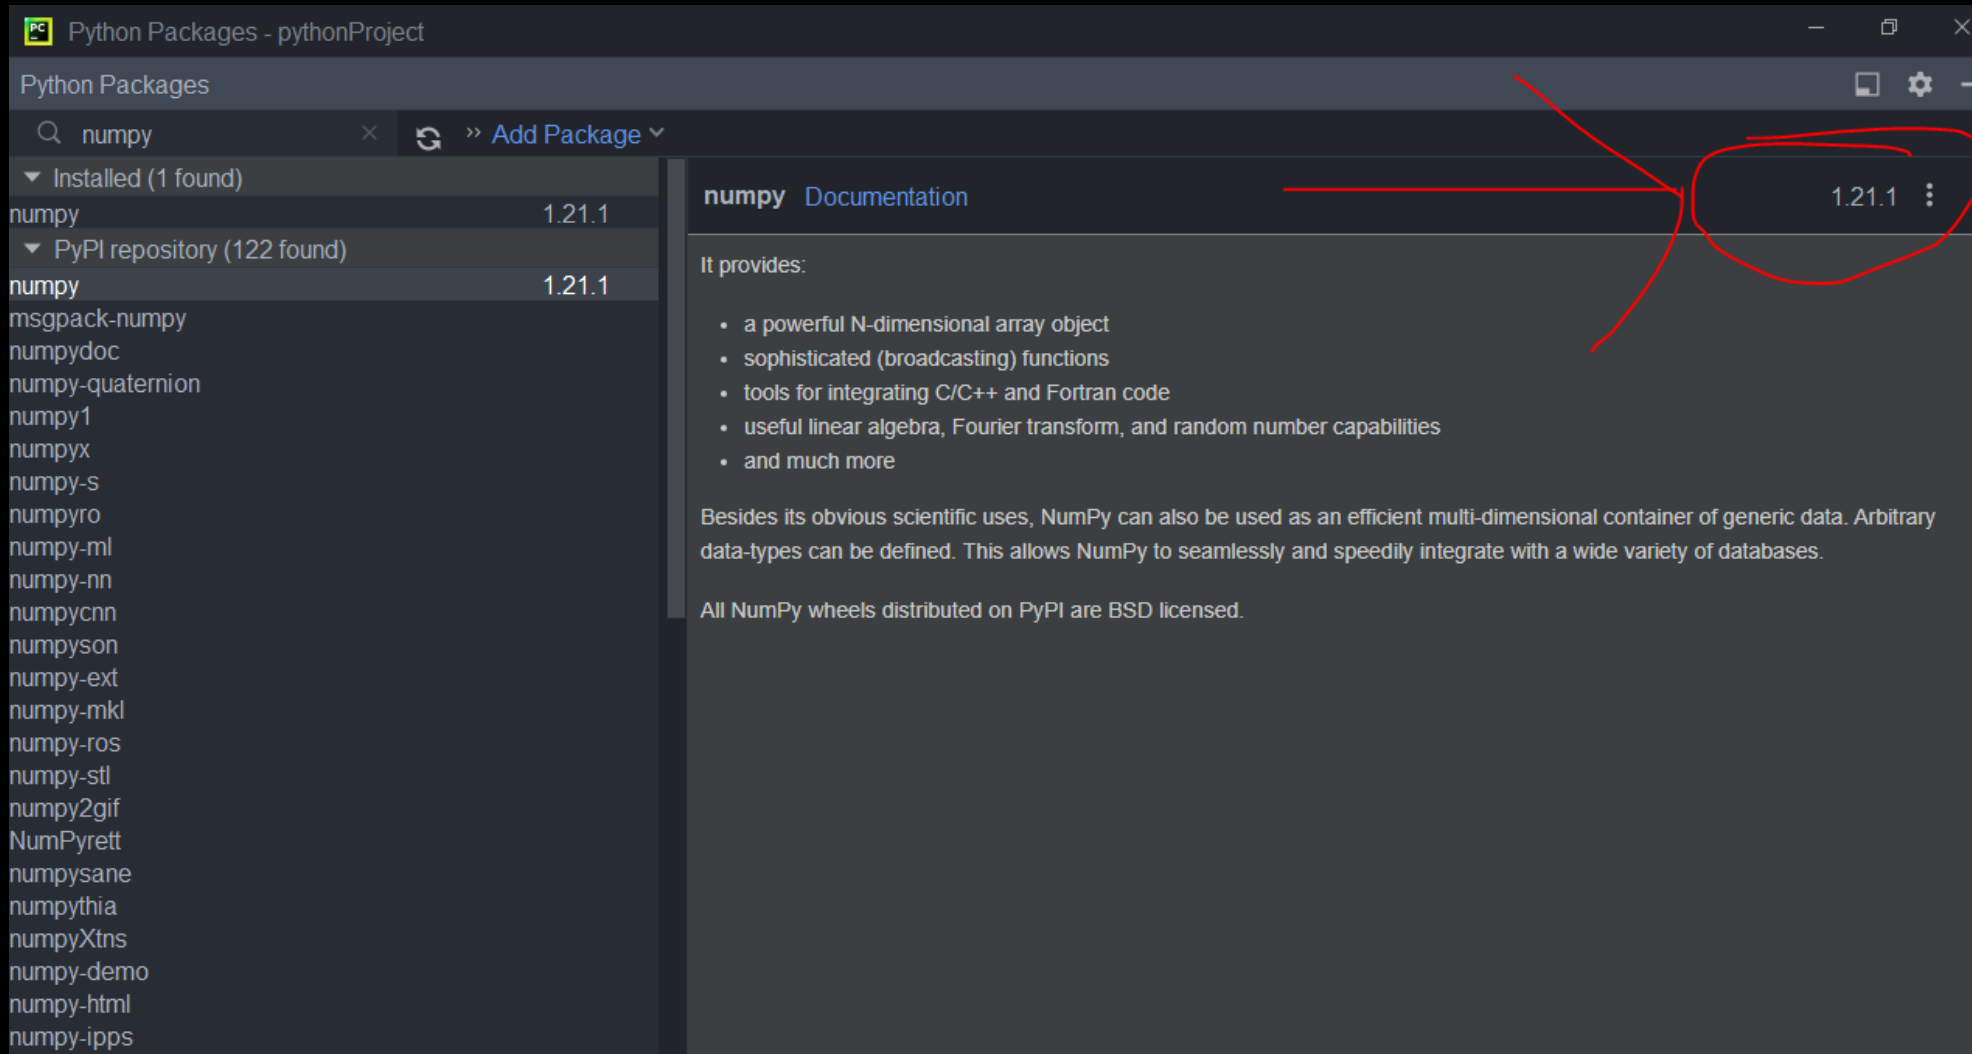 PC Python Packages - pythonProject
Python Packages
numpy Add Package
Installed (1 found)
numpy 1.21.1
PyPI repository (122 found)
numpy 1.21.1
msgpack-numpy
numpydoc
numpy-quaternion
numpy1
numpyx
numpy-s
numpyro
numpy-ml
numpy-nn
numpycnn
numpyson
numpy-ext
numpy-mkl
numpy-ros
numpy-stl
numpy2gif
NumPyrett
numpysane
numpythia
numpyXtns
numpy-demo
numpy-html
numpy-ipps
numpy Documentation 1.21.1
It provides:
• a powerful N-dimensional array object
• sophisticated (broadcasting) functions
• tools for integrating C/C++ and Fortran code
• useful linear algebra, Fourier transform, and random number capabilities
• and much more
Besides its obvious scientific uses, NumPy can also be used as an efficient multi-dimensional container of generic data. Arbitrary
data-types can be defined. This allows NumPy to seamlessly and speedily integrate with a wide variety of databases.
All NumPy wheels distributed on PyPI are BSD licensed.